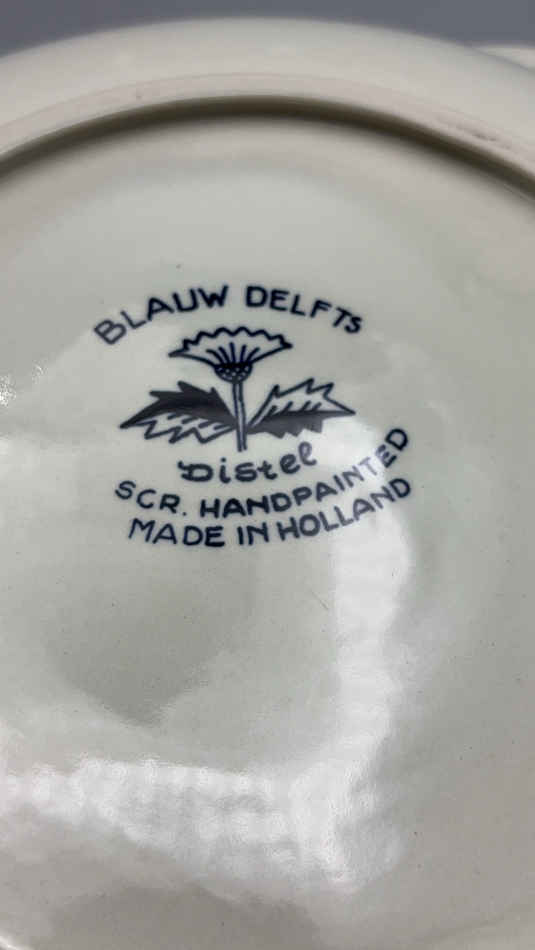 BLAUW DELFTS
Distel
SCR. HANDPAINTED
MADE IN HOLLAND